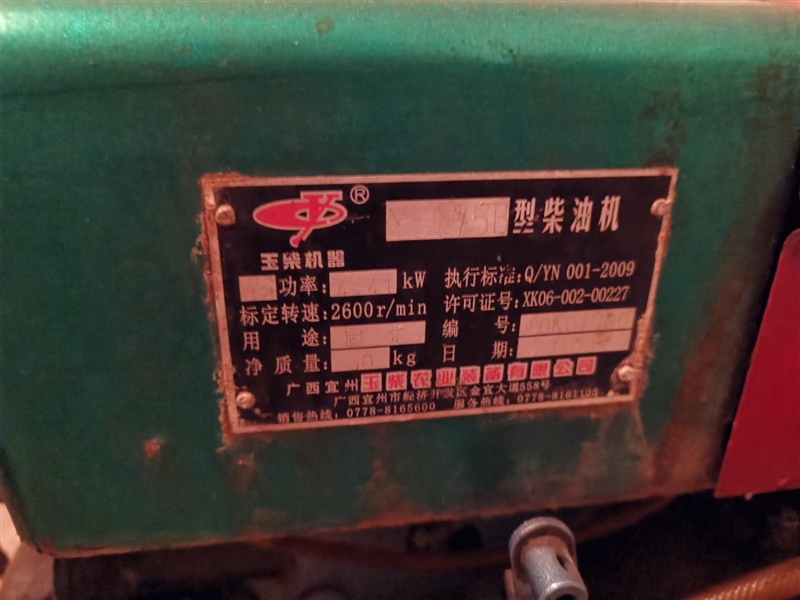 ®
型柴油机
玉柴机器
功率: kW 执行标准: Q/YN 001-2009
标定转速: 2600r/min 许可证号: XK06-002-00227
用途: 编号:
净质量: kg 日期:
广西宜州玉柴农业装备有限公司
广西宜州市经济开发区金宜大道558号
销售热线: 0778-8165600 服务热线: 0778-8161105